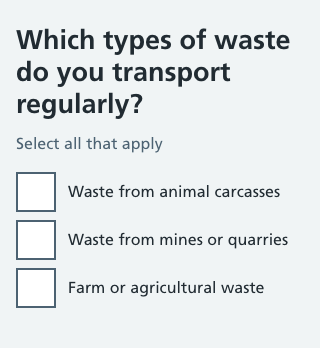 Which types of waste
do you transport
regularly?
Select all that apply
Waste from animal carcasses
Waste from mines or quarries
Farm or agricultural waste